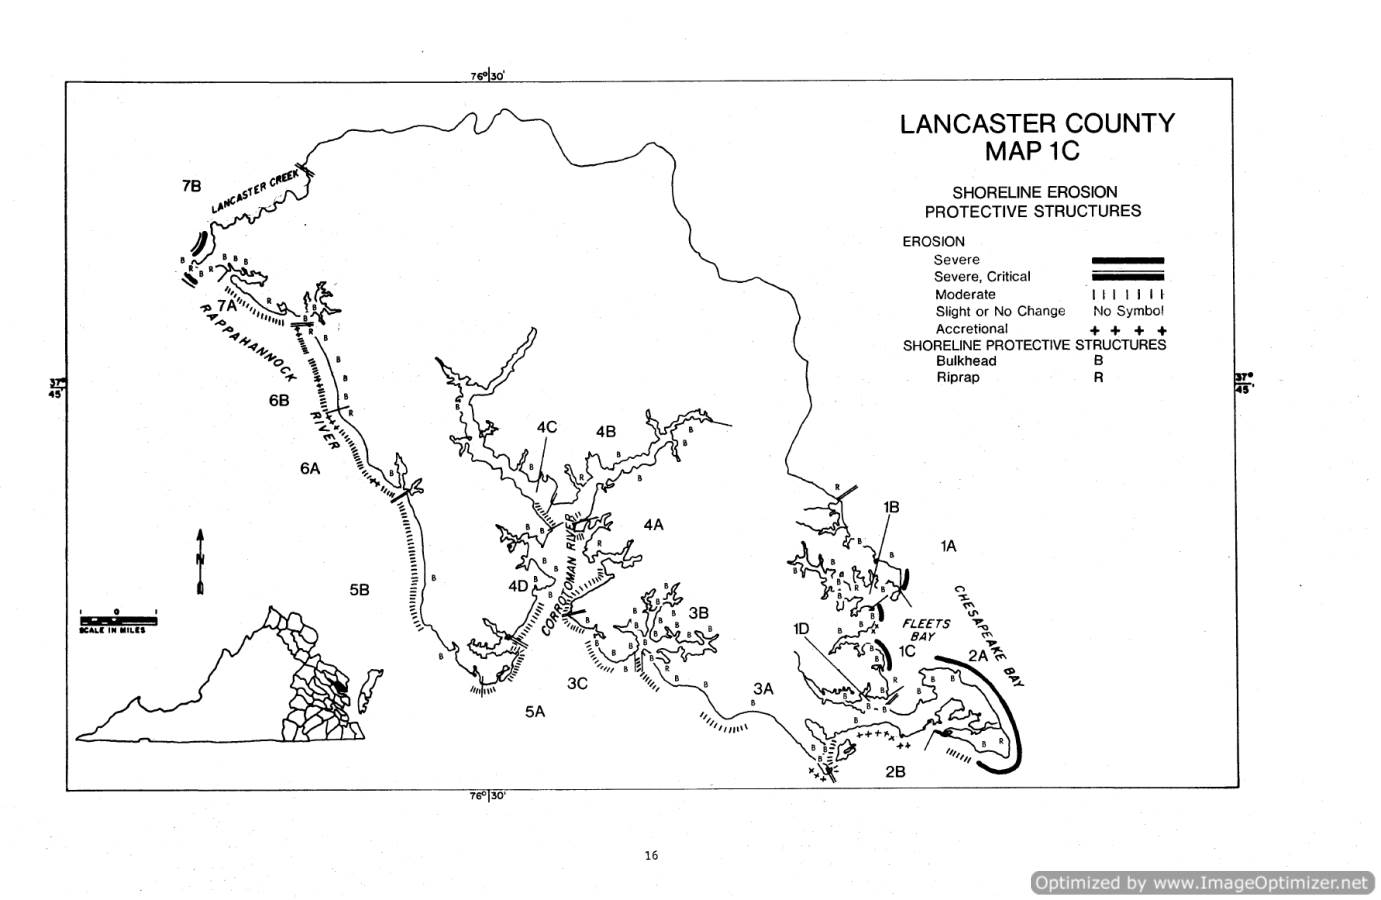 76° 30'
LANCASTER COUNTY
MAP 1C
SHORELINE EROSION
PROTECTIVE STRUCTURES
EROSION
Severe
Severe, Critical
Moderate
Slight or No Change No Symbol
Accretional
SHORELINE PROTECTIVE STRUCTURES
Bulkhead B
Riprap R
7B
LANCASTER CREEK
7A
RAPPAHANNOCK
RIVER
37°
45'
37°
45'
6B
6A
4C
4B
4A
4D
CORROTOMAN RIVER
5B
5A
3C
3B
3A
1B
1A
FLEETS
BAY
CHESAPEAKE BAY
1D
1C
2A
2B
N
0
SCALE IN MILES
76° 30'
16
Optimized by www.ImageOptimizer.net